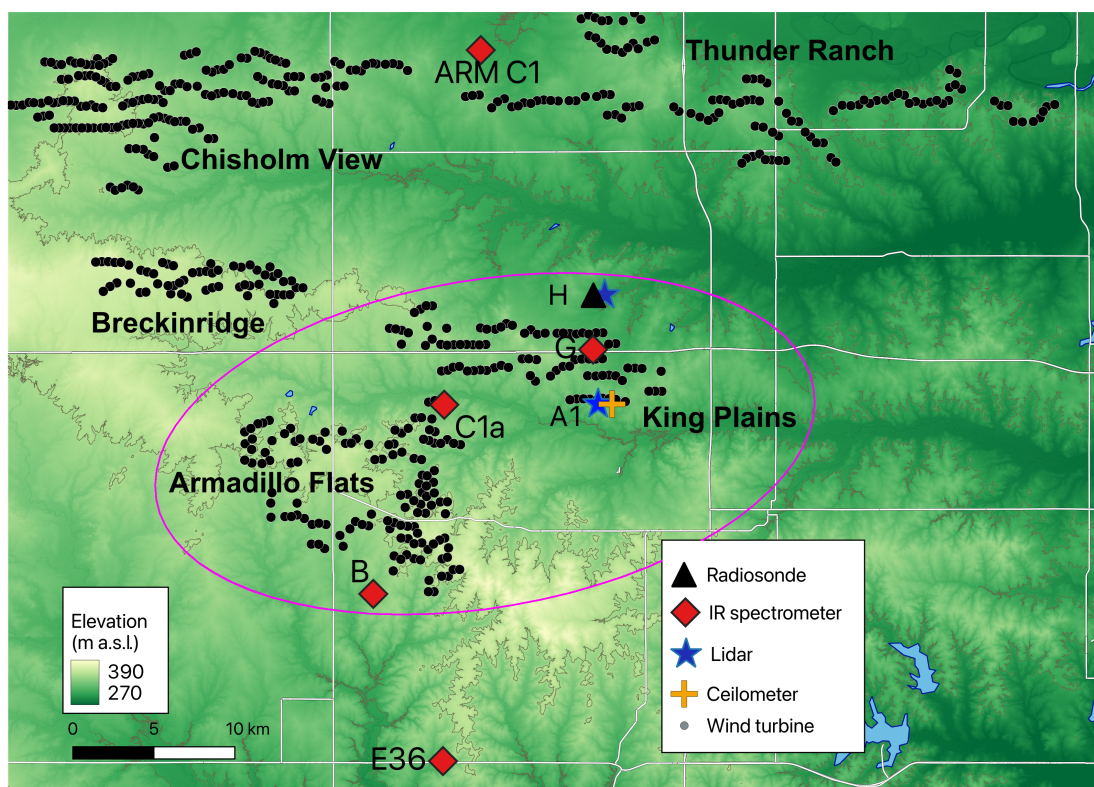 Thunder Ranch
ARM C1
Chisholm View
H
Breckinridge
G
A1
King Plains
C1a
Armadillo Flats
B
Radiosonde
IR spectrometer
Lidar
Ceilometer
Wind turbine
Elevation
(m a.s.l.)
390
270
0 5 10 km
E36